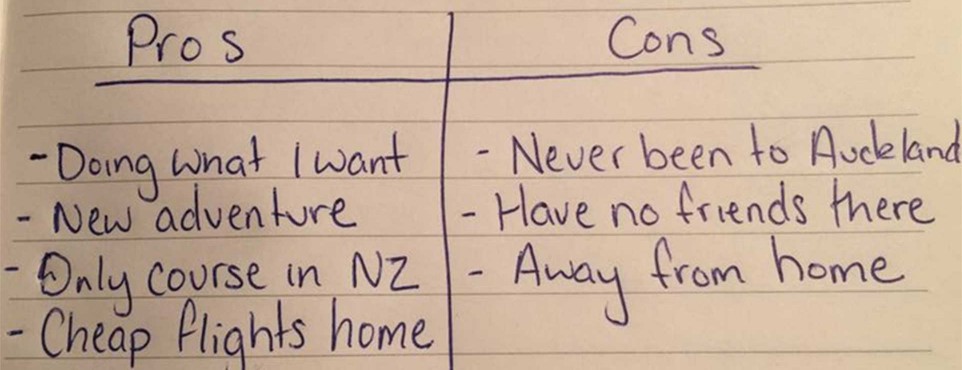 Pros
Cons
- Doing what I want
- New adventure
- Only course in NZ
- Cheap flights home
- Never been to Auckland
- Have no friends there
- Away from home